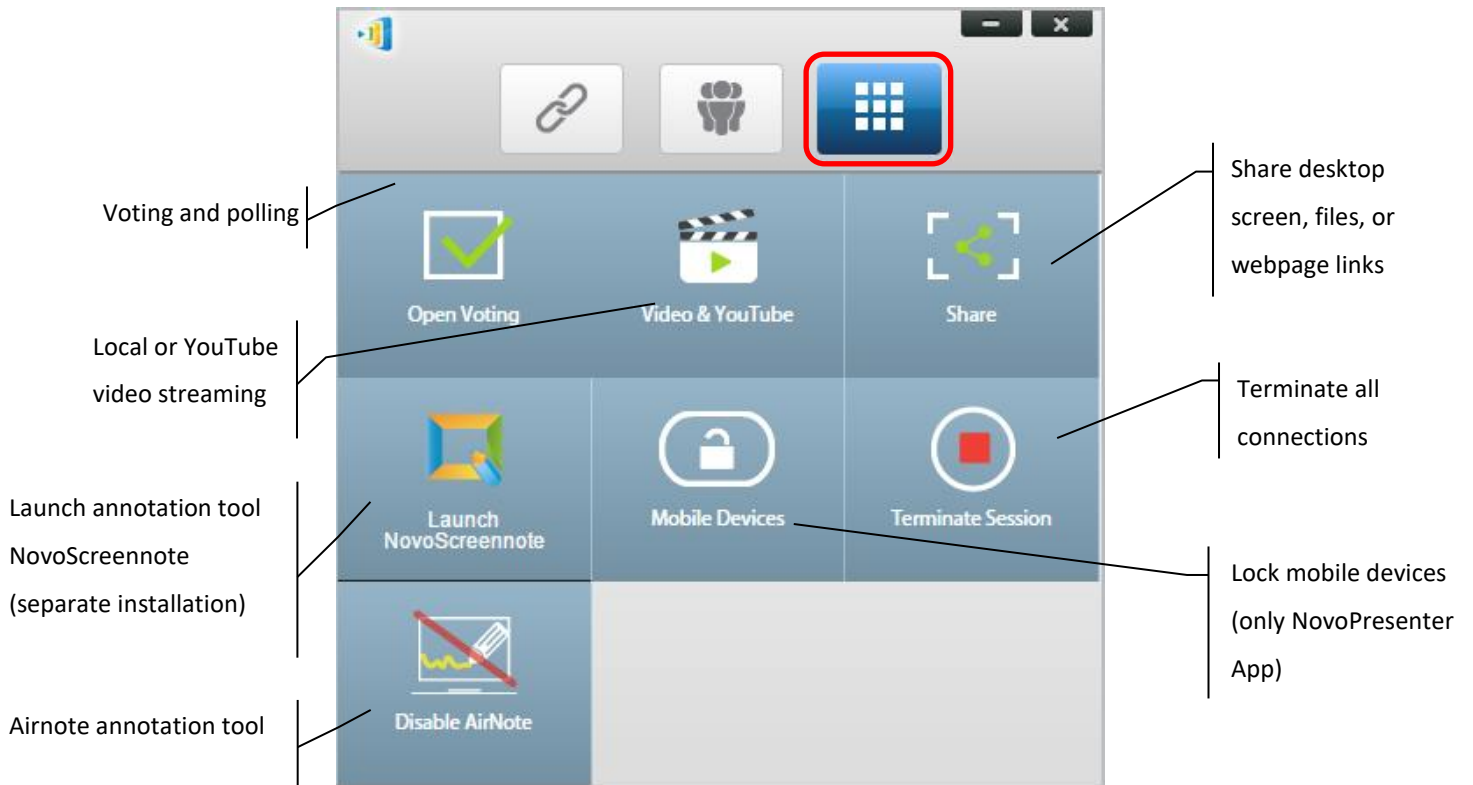 Voting and polling
Local or YouTube
video streaming
Launch annotation tool
NovoScreennote
(separate installation)
Airnote annotation tool
Open Voting
Video & YouTube
Share
Launch
NovoScreennote
Mobile Devices
Terminate Session
Disable AirNote
Share desktop
screen, files, or
webpage links
Terminate all
connections
Lock mobile devices
(only NovoPresenter
App)